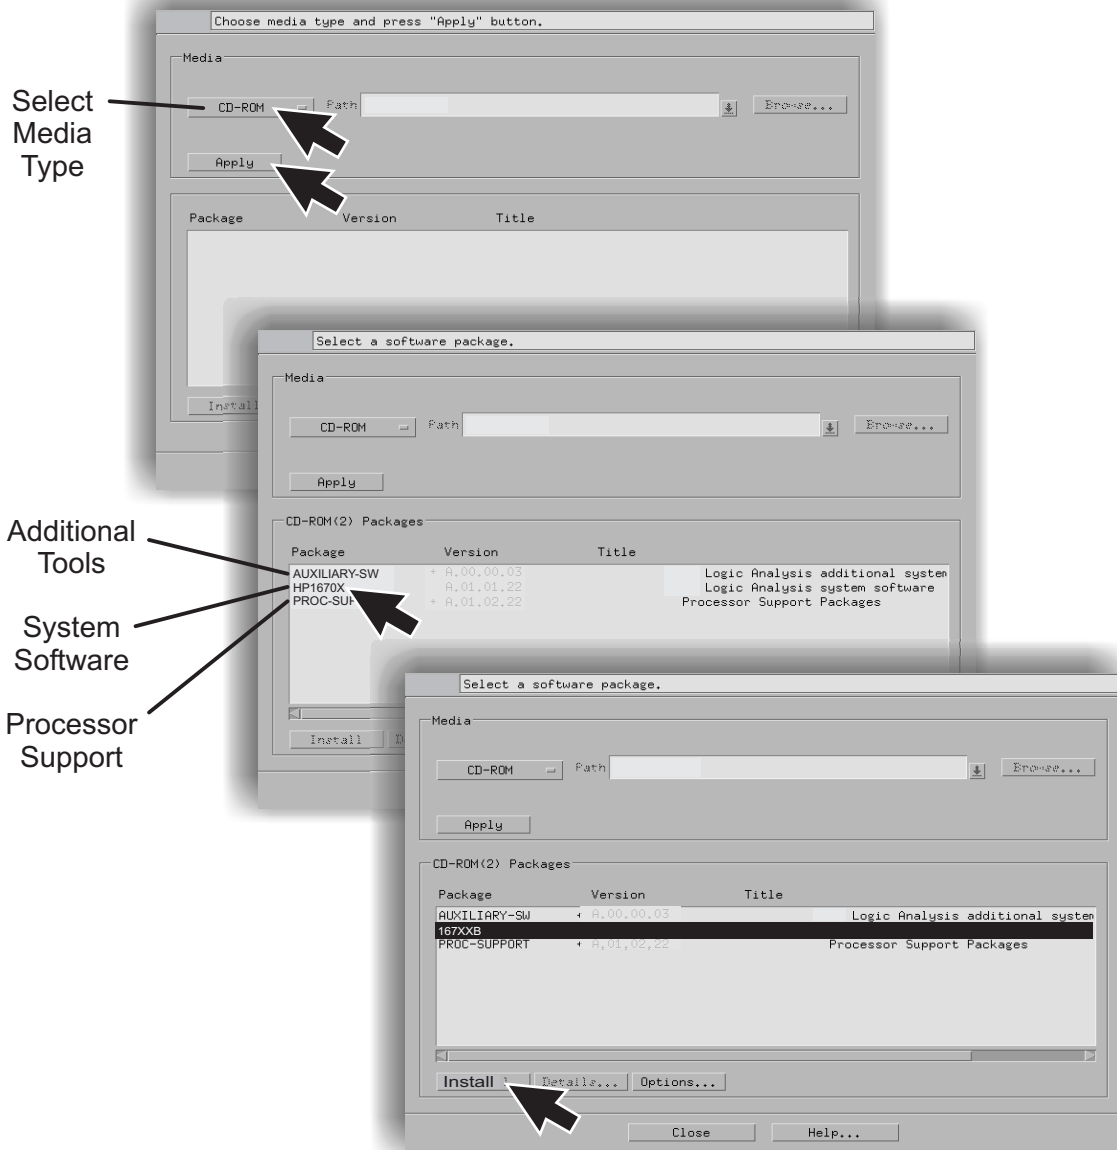 Choose media type and press "Apply" button.
Media
Select
Media
Type
CD-ROM Path Browse...
Apply
Package Version Title
Install
Select a software package.
Media
CD-ROM Path Browse...
Apply
CD-ROM(2) Packages
Package Version Title
Additional
Tools
AUXILIARY-SW + A.00.00.03 Logic Analysis additional system
HP1670X A.01.01.22 Logic Analysis system software
PROC-SUP + A.01.02.22 Processor Support Packages
System
Software
Processor
Support
Install D
Select a software package.
Media
CD-ROM Path Browse...
Apply
CD-ROM(2) Packages
Package Version Title
AUXILIARY-SW + A.00.00.03 Logic Analysis additional system
167XXB
PROC-SUPPORT + A,01,02,22 Processor Support Packages
Install Details... Options...
Close Help...